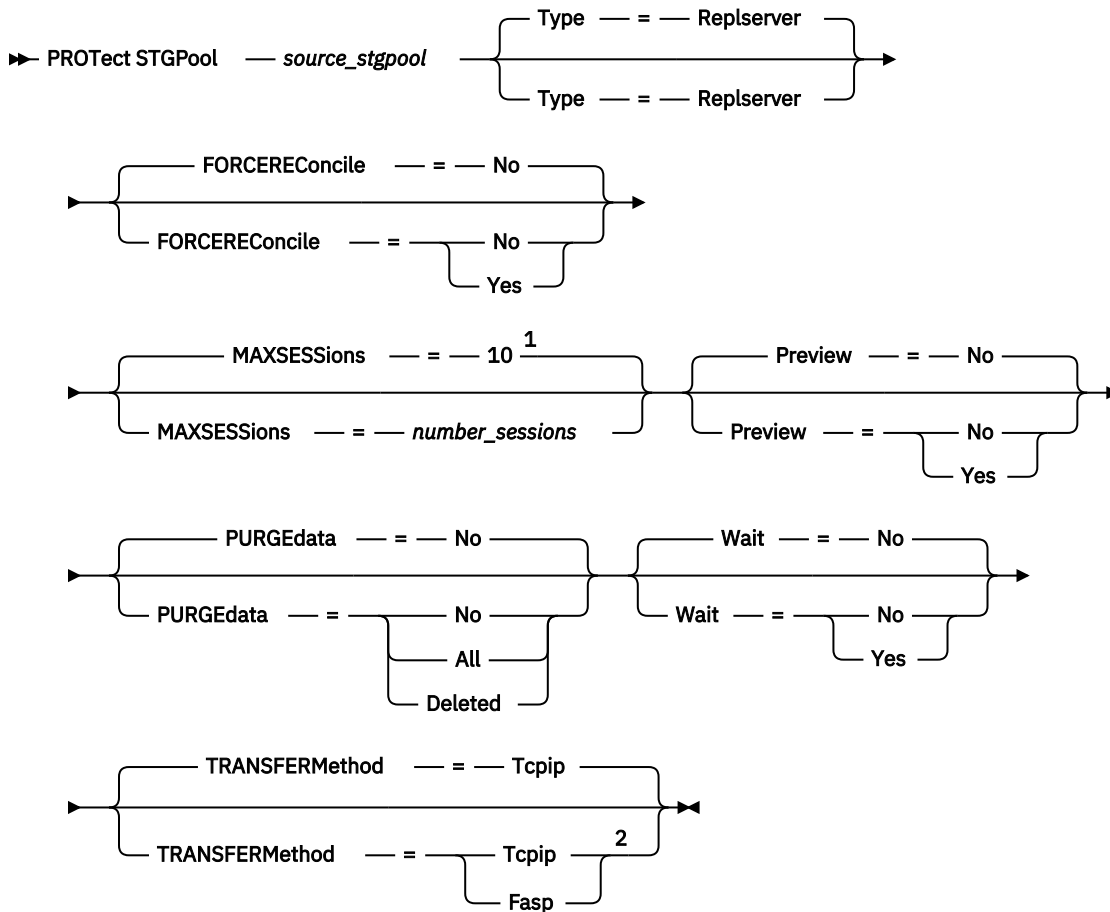 Type = Replserver
PROTect STGPool source_stgpool
Type = Replserver
FORCEREConcile = No
FORCEREConcile = No
Yes
MAXSESSions = 10 1 Preview = No
MAXSESSions = number_sessions Preview = No
Yes
PURGEdata = No Wait = No
PURGEdata = No Wait = No
All Yes
Deleted
TRANSFERMethod = Tcpip
TRANSFERMethod = Tcpip 2
Fasp